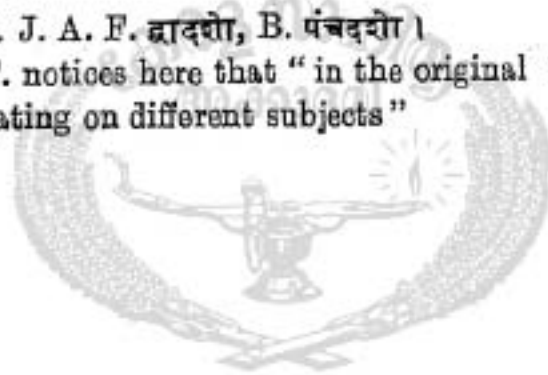 . J. A. F. द्वादशो, B. पंचदशो ।
. notices here that “ in the original
ating on different subjects ”